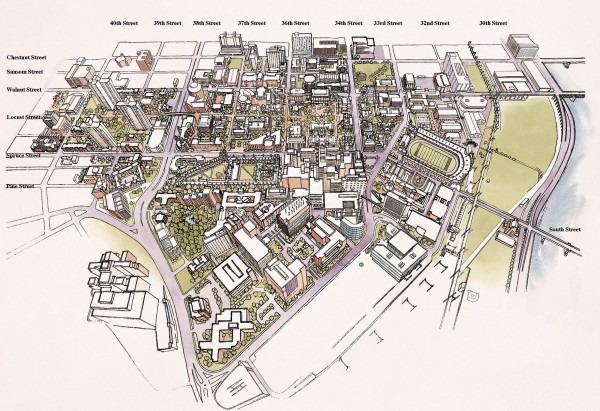 40th Street 39th Street 38th Street 37th Street 36th Street 34th Street 33rd Street 32nd Street 30th Street
Chestnut Street
Sansom Street
Walnut Street
Locust Street
Spruce Street
Pine Street
South Street